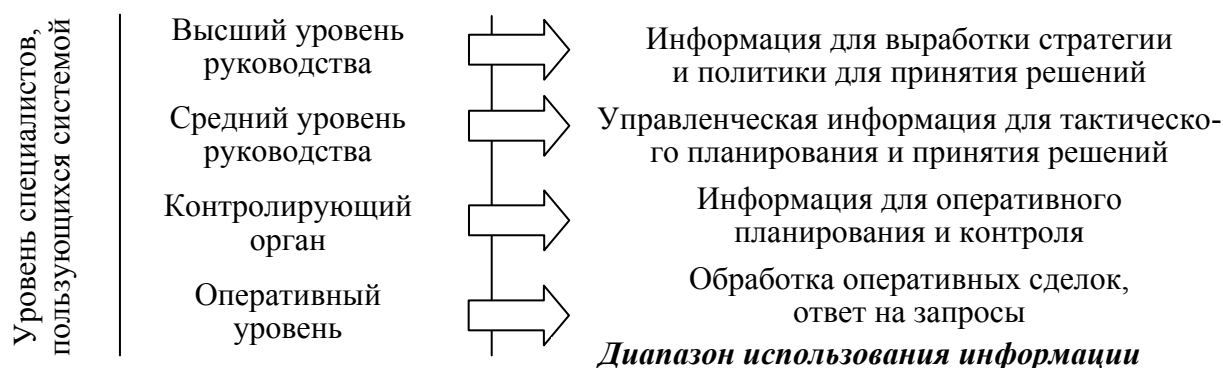 Уровень специалистов,
пользующихся системой
Высший уровень
руководства
Информация для выработки стратегии
и политики для принятия решений
Средний уровень
руководства
Управленческая информация для тактическо-
го планирования и принятия решений
Контролирующий
орган
Информация для оперативного
планирования и контроля
Оперативный
уровень
Обработка оперативных сделок,
ответ на запросы
Диапазон использования информации